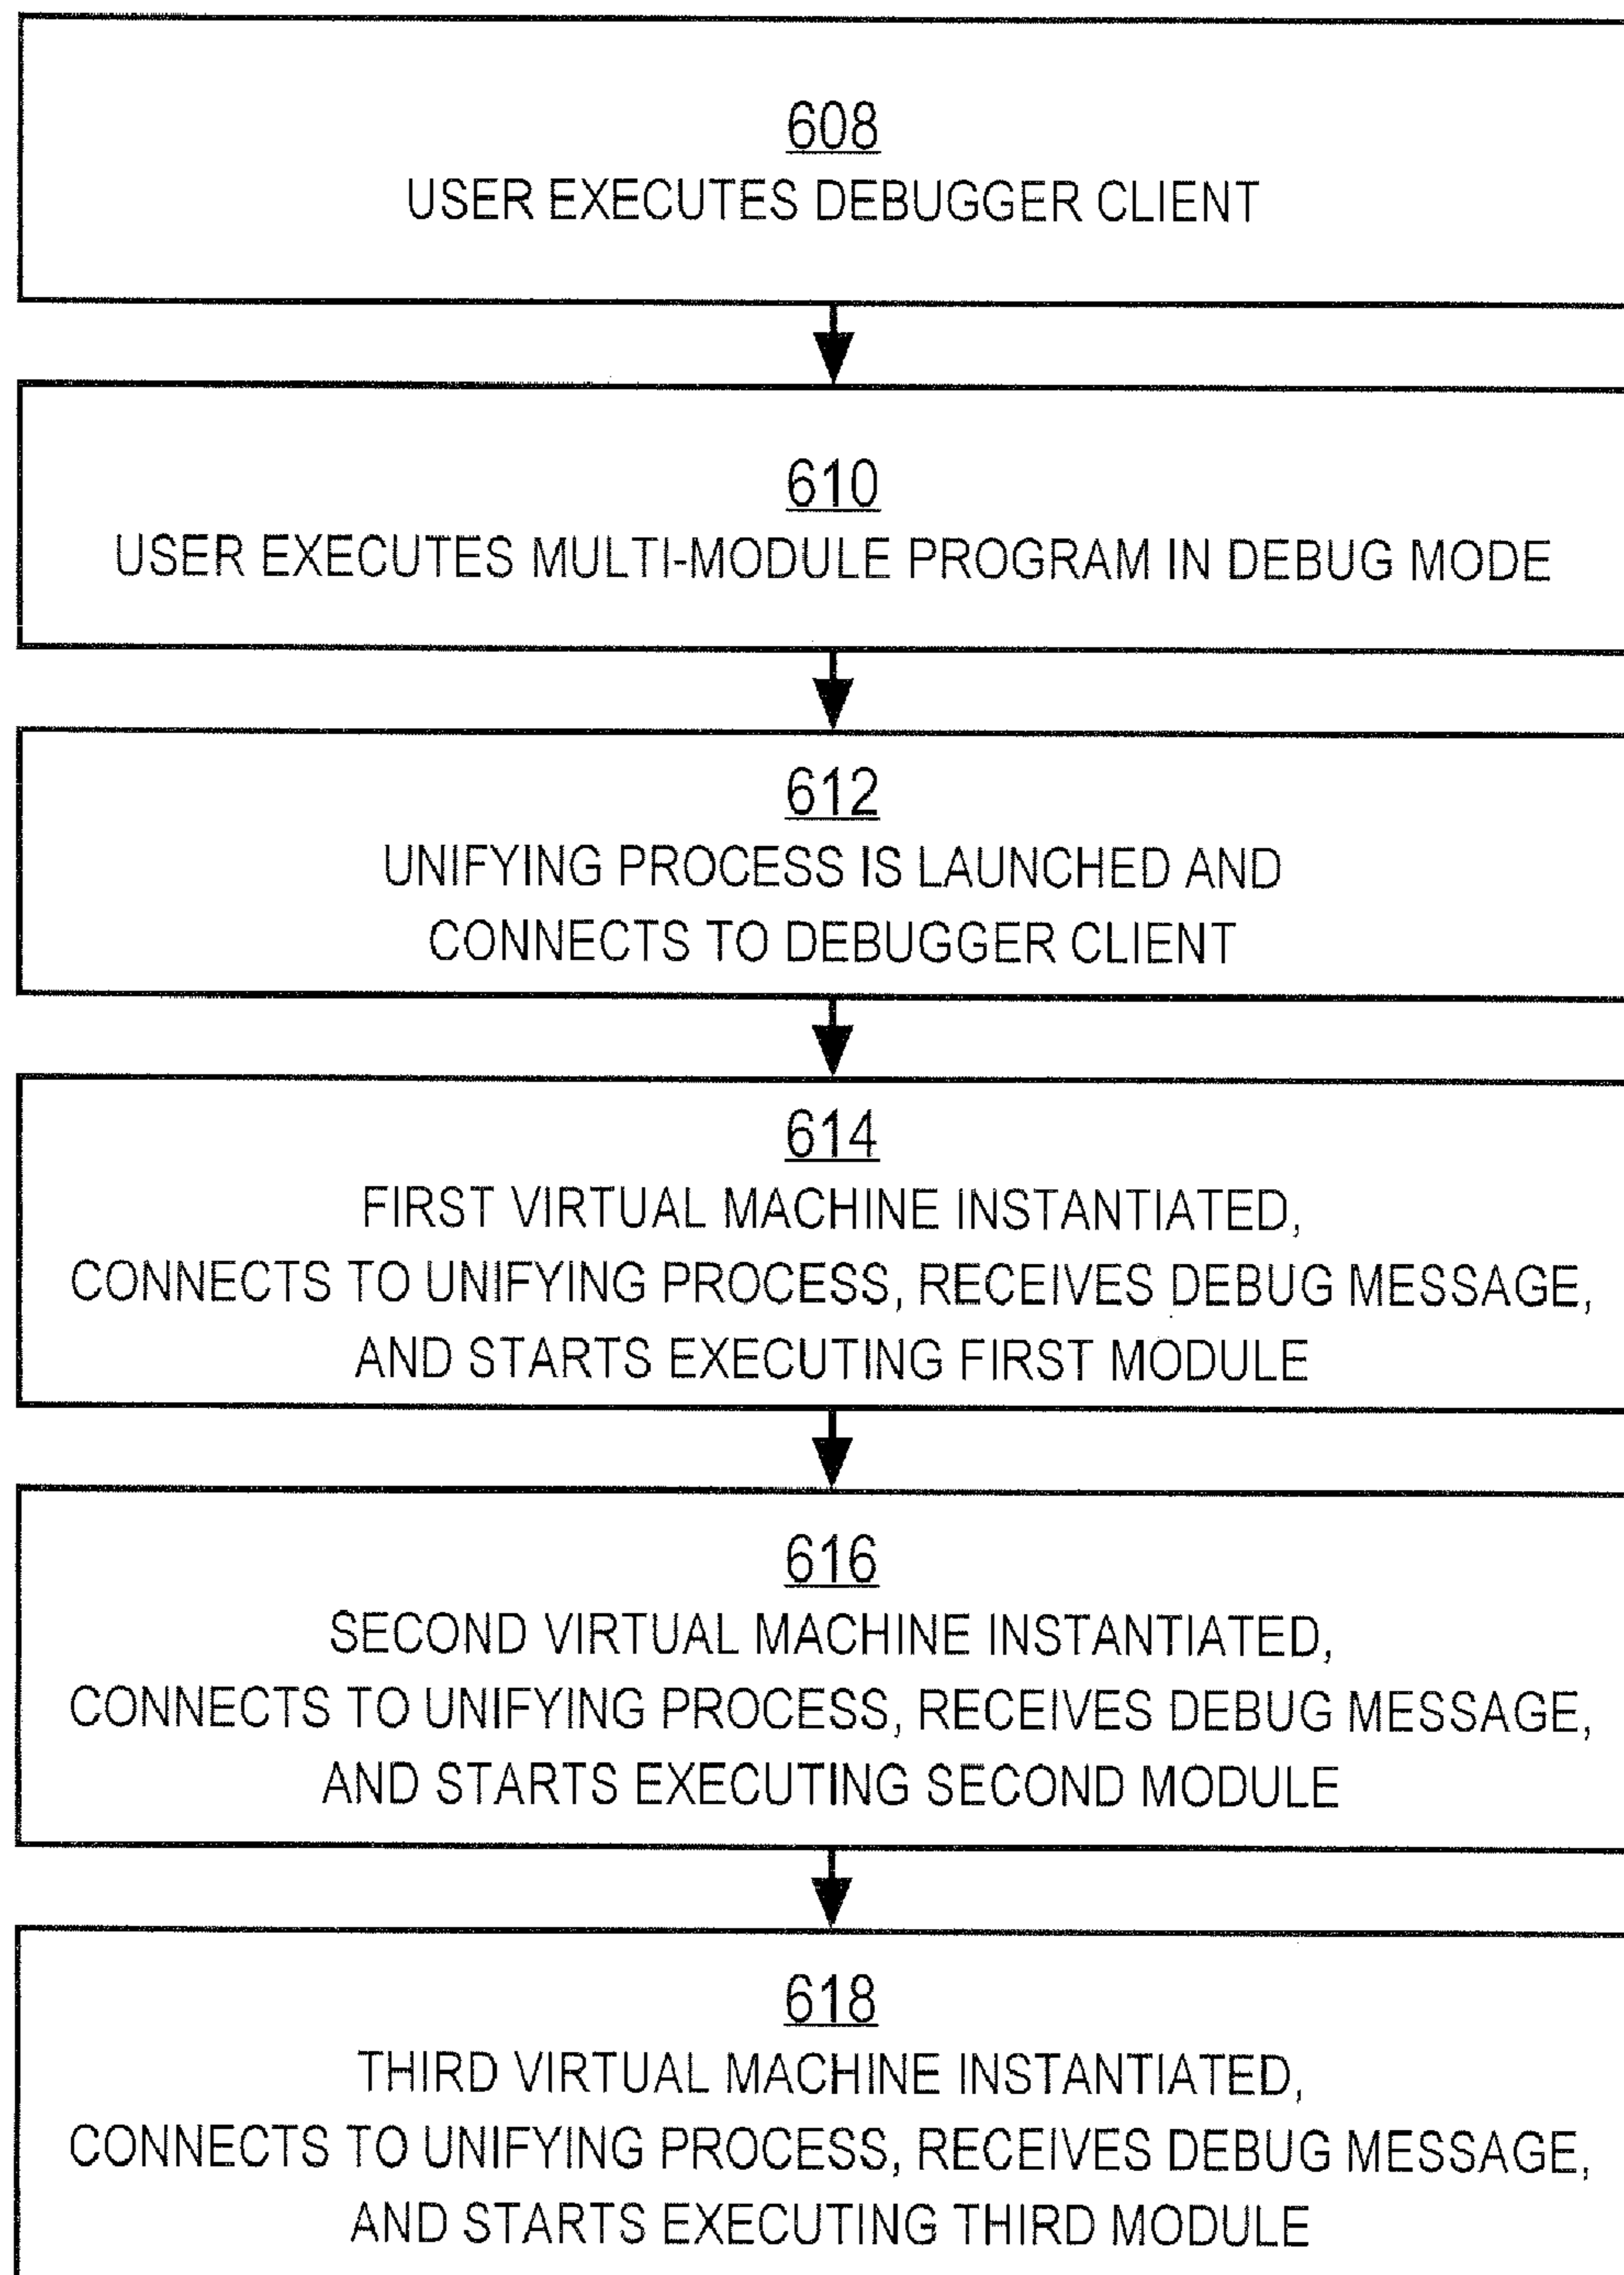 608
USER EXECUTES DEBUGGER CLIENT
610
USER EXECUTES MULTI-MODULE PROGRAM IN DEBUG MODE
612
UNIFYING PROCESS IS LAUNCHED AND
CONNECTS TO DEBUGGER CLIENT
614
FIRST VIRTUAL MACHINE INSTANTIATED,
CONNECTS TO UNIFYING PROCESS, RECEIVES DEBUG MESSAGE,
AND STARTS EXECUTING FIRST MODULE
616
SECOND VIRTUAL MACHINE INSTANTIATED,
CONNECTS TO UNIFYING PROCESS, RECEIVES DEBUG MESSAGE,
AND STARTS EXECUTING SECOND MODULE
618
THIRD VIRTUAL MACHINE INSTANTIATED,
CONNECTS TO UNIFYING PROCESS, RECEIVES DEBUG MESSAGE,
AND STARTS EXECUTING THIRD MODULE